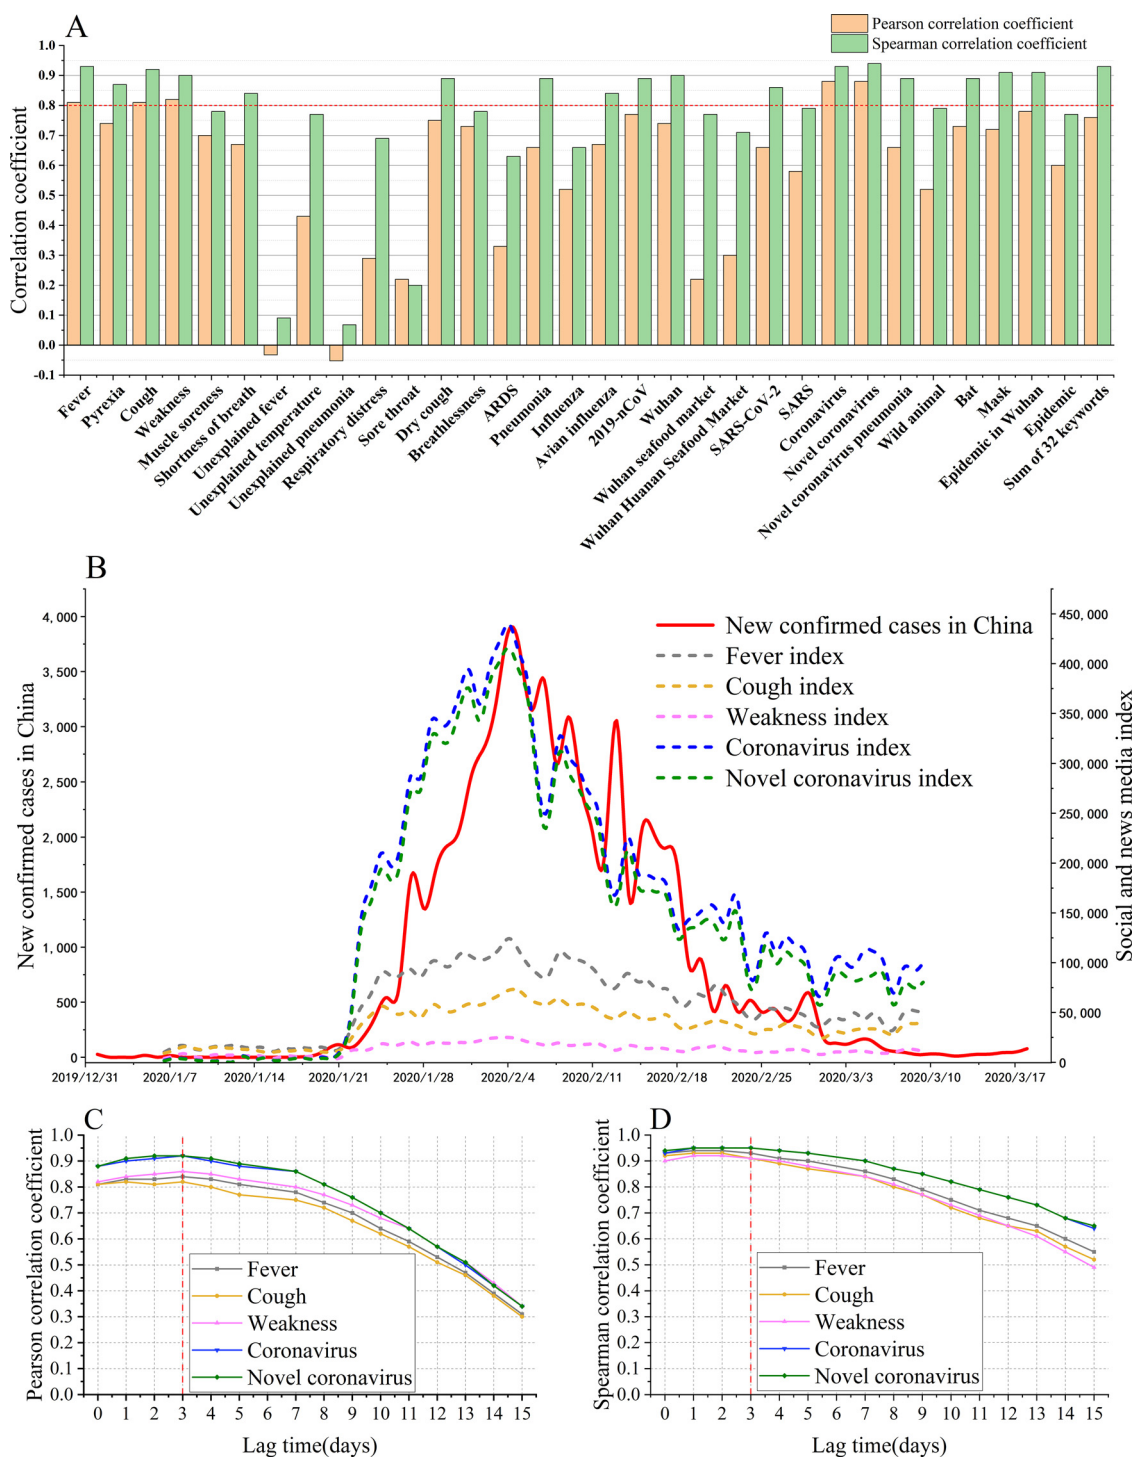 A
Pearson correlation coefficient
Spearman correlation coefficient
Correlation coefficient
1.0
0.9
0.8
0.7
0.6
0.5
0.4
0.3
0.2
0.1
0.0
-0.1
Fever
Pyrexia
Cough
Weakness
Muscle soreness
Shortness of breath
Unexplained fever
Unexplained temperature
Unexplained pneumonia
Respiratory distress
Sore throat
Dry cough
Breathlessness
ARDS
Pneumonia
Influenza
Avian influenza
2019-nCoV
Wuhan
Wuhan seafood market
Wuhan Huanan Seafood Market
SARS-CoV-2
SARS
Coronavirus
Novel coronavirus
Novel coronavirus pneumonia
Wild animal
Bat
Mask
Epidemic in Wuhan
Epidemic
Sum of 32 keywords
B
New confirmed cases in China
4,000
3,500
3,000
2,500
2,000
1,500
1,000
500
0
New confirmed cases in China
Fever index
Cough index
Weakness index
Coronavirus index
Novel coronavirus index
450,000
400,000
350,000
300,000
250,000
200,000
150,000
100,000
50,000
0
Social and news media index
2019/12/31 2020/1/7 2020/1/14 2020/1/21 2020/1/28 2020/2/4 2020/2/11 2020/2/18 2020/2/25 2020/3/3 2020/3/10 2020/3/17
C
Pearson correlation coefficient
1.0
0.9
0.8
0.7
0.6
0.5
0.4
0.3
0.2
0.1
0.0
Fever
Cough
Weakness
Coronavirus
Novel coronavirus
0 1 2 3 4 5 7 8 9 10 11 12 13 14 15
Lag time(days)
D
Spearman correlation coefficient
1.0
0.9
0.8
0.7
0.6
0.5
0.4
0.3
0.2
0.1
0.0
Fever
Cough
Weakness
Coronavirus
Novel coronavirus
0 1 2 3 4 5 7 8 9 10 11 12 13 14 15
Lag time(days)